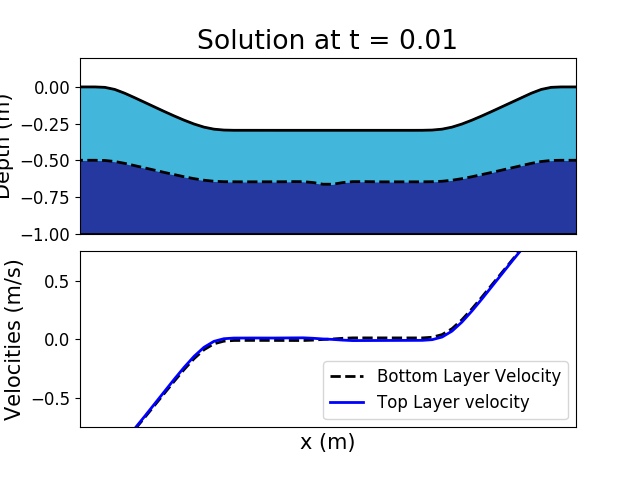 Solution at t = 0.01
Depth (m)
0.00
−0.25
−0.50
−0.75
−1.00
Velocities (m/s)
0.5
0.0
−0.5
Bottom Layer Velocity
Top Layer velocity
x (m)